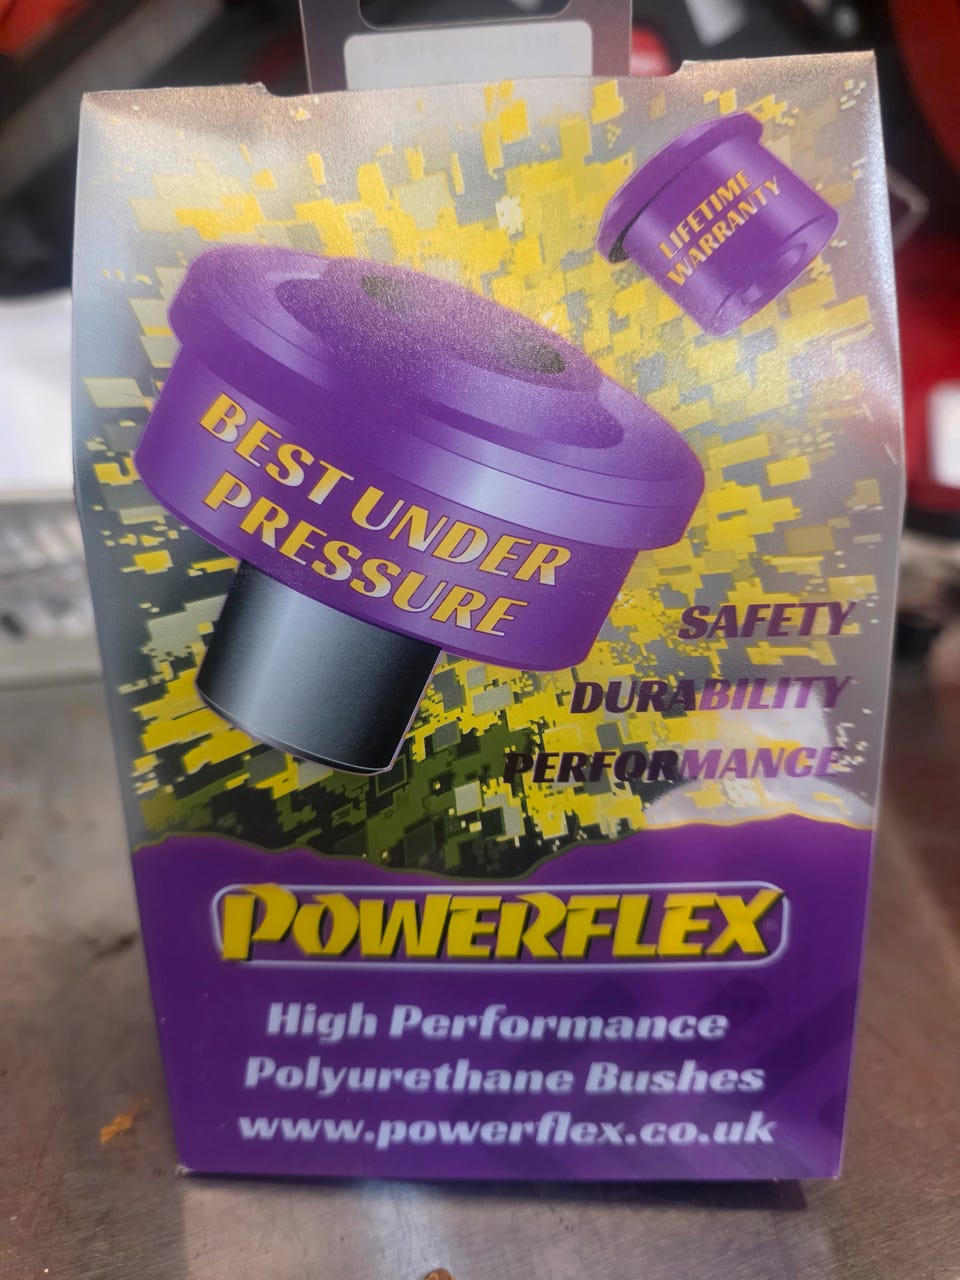 LIFETIME
WARRANTY
BEST UNDER
PRESSURE
SAFETY
DURABILITY
PERFORMANCE
POWERFLEX
High Performance
Polyurethane Bushes
www.powerflex.co.uk